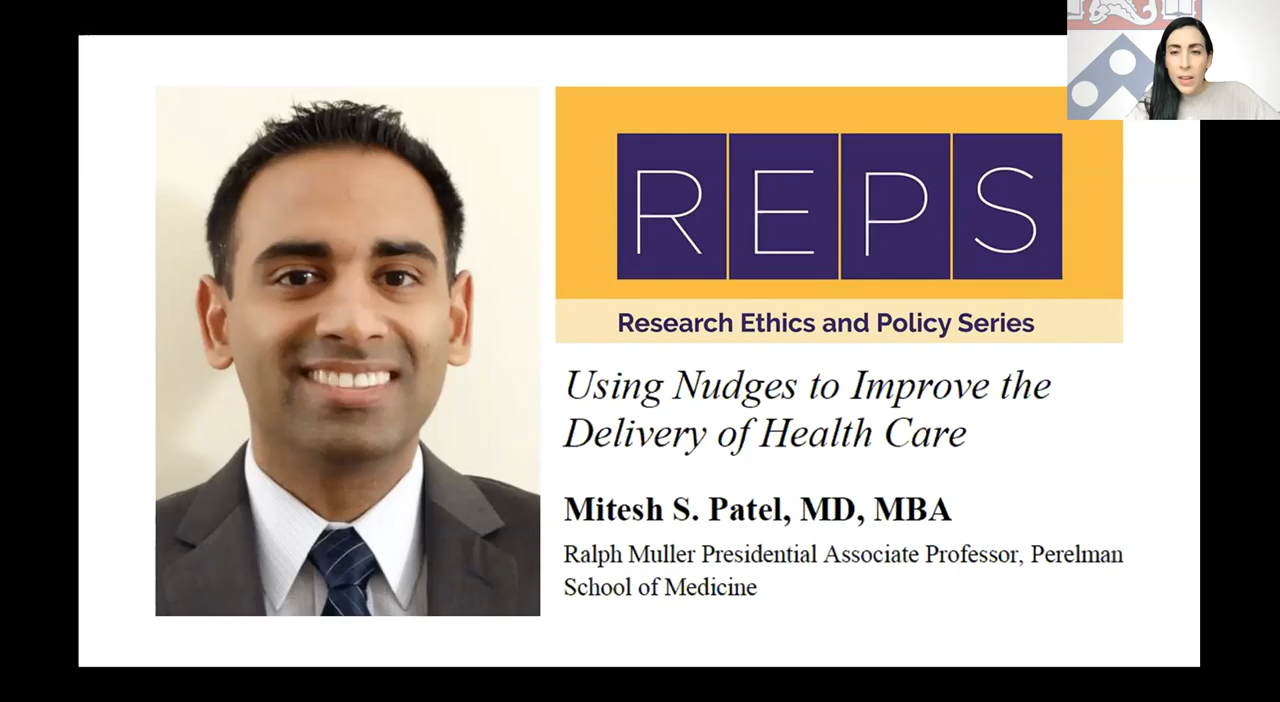 REPS
Research Ethics and Policy Series
Using Nudges to Improve the
Delivery of Health Care
Mitesh S. Patel, MD, MBA
Ralph Muller Presidential Associate Professor, Perelman
School of Medicine